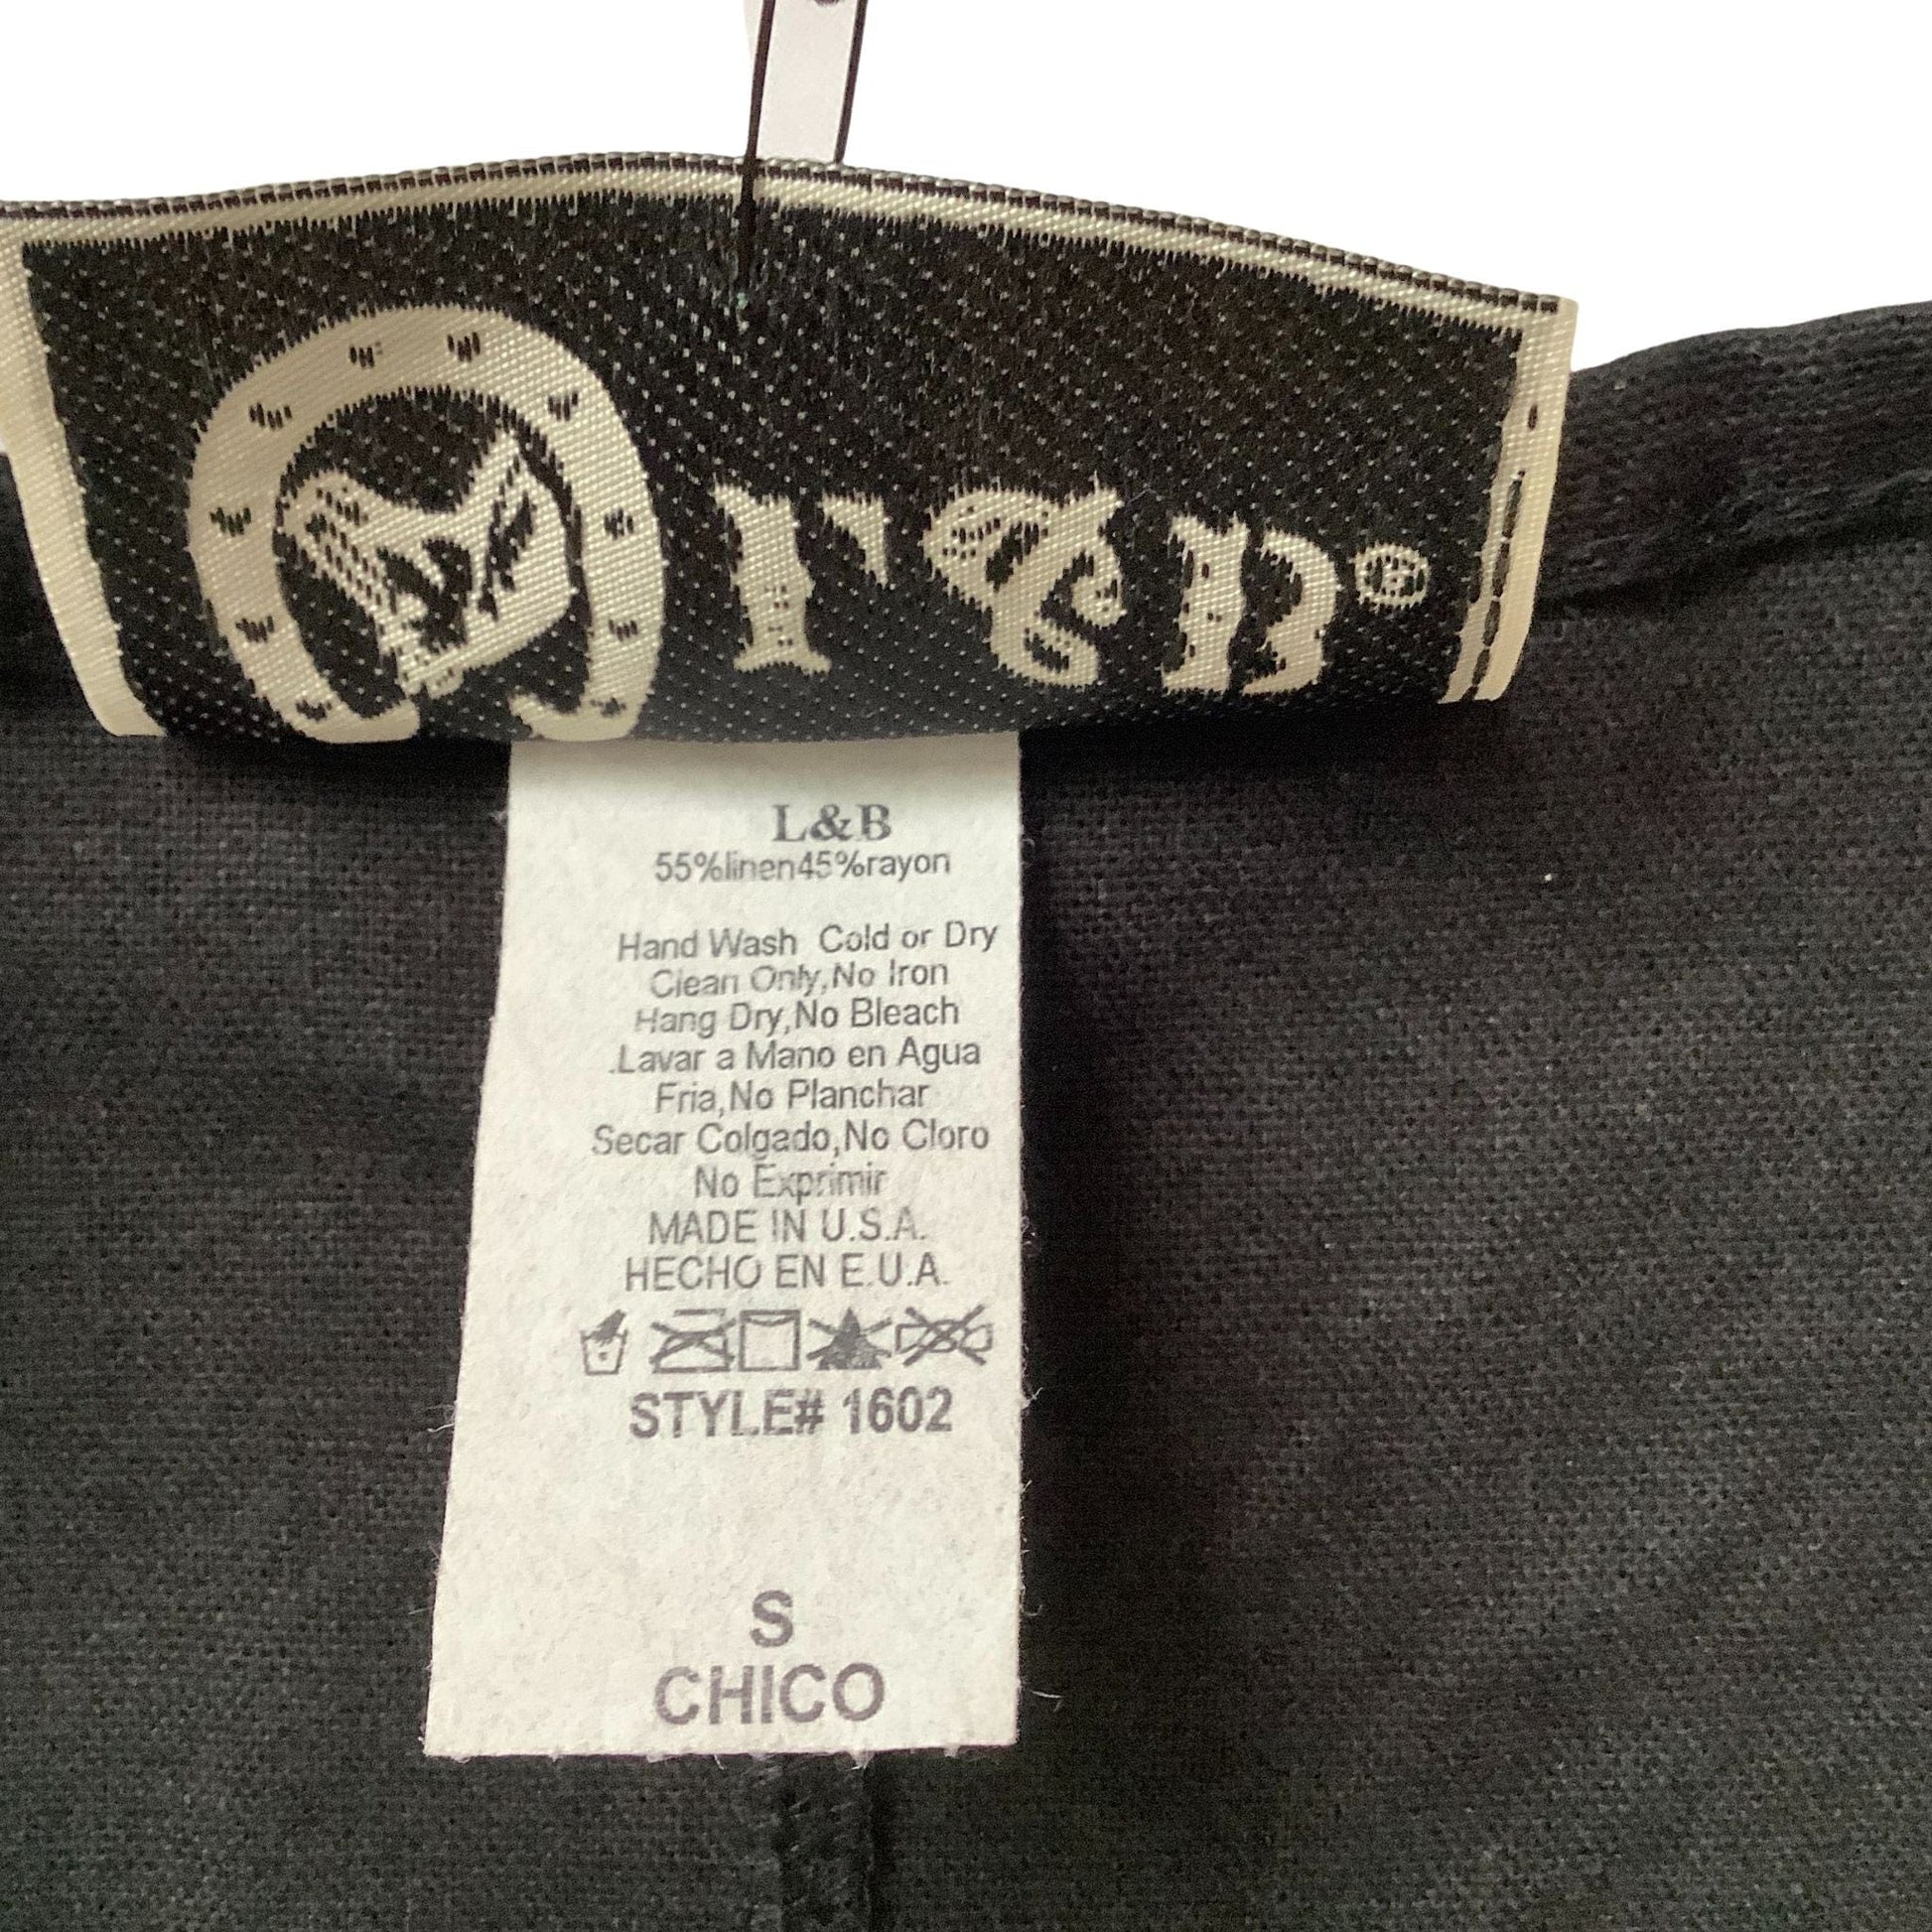 L&B®
L&B
55%linen45%rayon
Hand Wash Cold or Dry
Clean Only,No Iron
Hang Dry,No Bleach
.Lavar a Mano en Agua
Fria,No Planchar
Secar Colgado,No Cloro
No Exprimir
MADE IN U.S.A.
HECHO EN E.U.A.
STYLE# 1602
S
CHICO